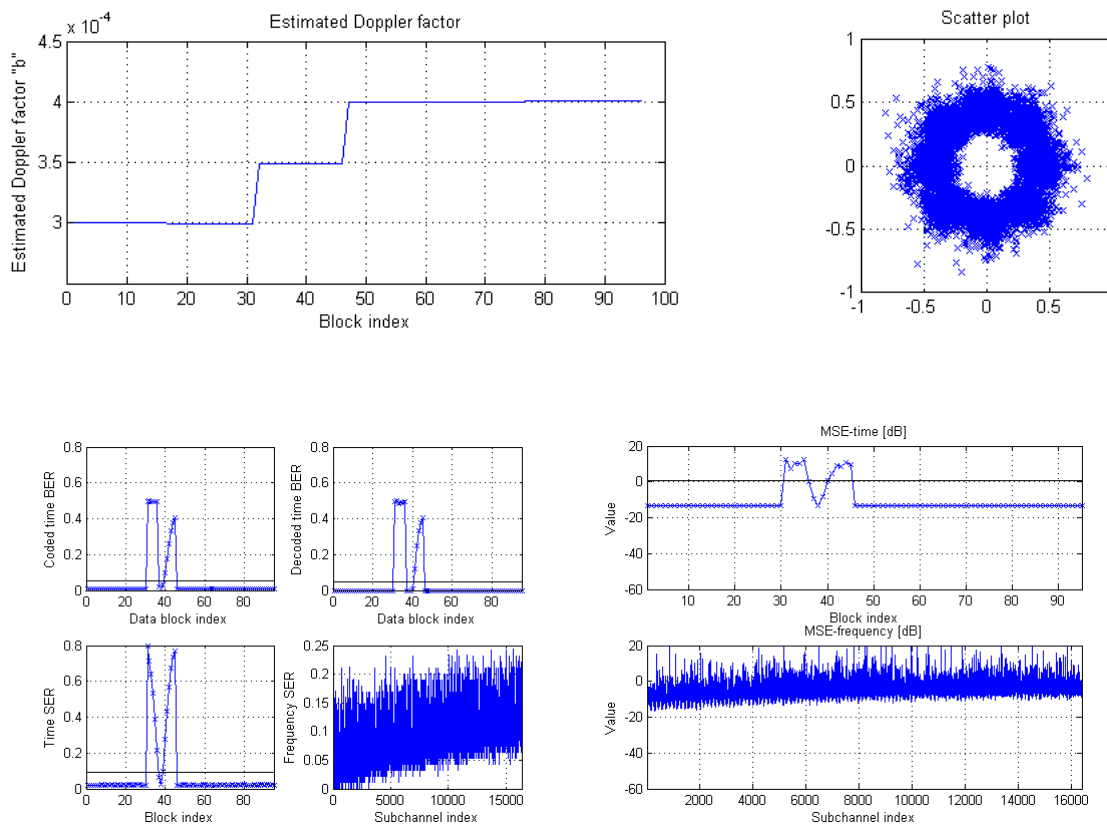 Estimated Doppler factor
x 10^-4
4.5
4
3.5
3
Estimated Doppler factor "b"
0 10 20 30 40 50 60 70 80 90 100
Block index
Scatter plot
1
0.5
0
-0.5
-1
-1 -0.5 0 0.5
0.8
0.6
0.4
0.2
0
Coded time BER
0 20 40 60 80
Data block index
0.8
0.6
0.4
0.2
0
Decoded time BER
0 20 40 60 80
Data block index
MSE-time [dB]
20
0
-20
-40
-60
Value
10 20 30 40 50 60 70 80 90
Block index
0.8
0.6
0.4
0.2
0
Time SER
0 20 40 60 80
Block index
0.25
0.2
0.15
0.1
0.05
0
Frequency SER
0 5000 10000 15000
Subchannel index
MSE-frequency [dB]
20
0
-20
-40
-60
Value
2000 4000 6000 8000 10000 12000 14000 16000
Subchannel index